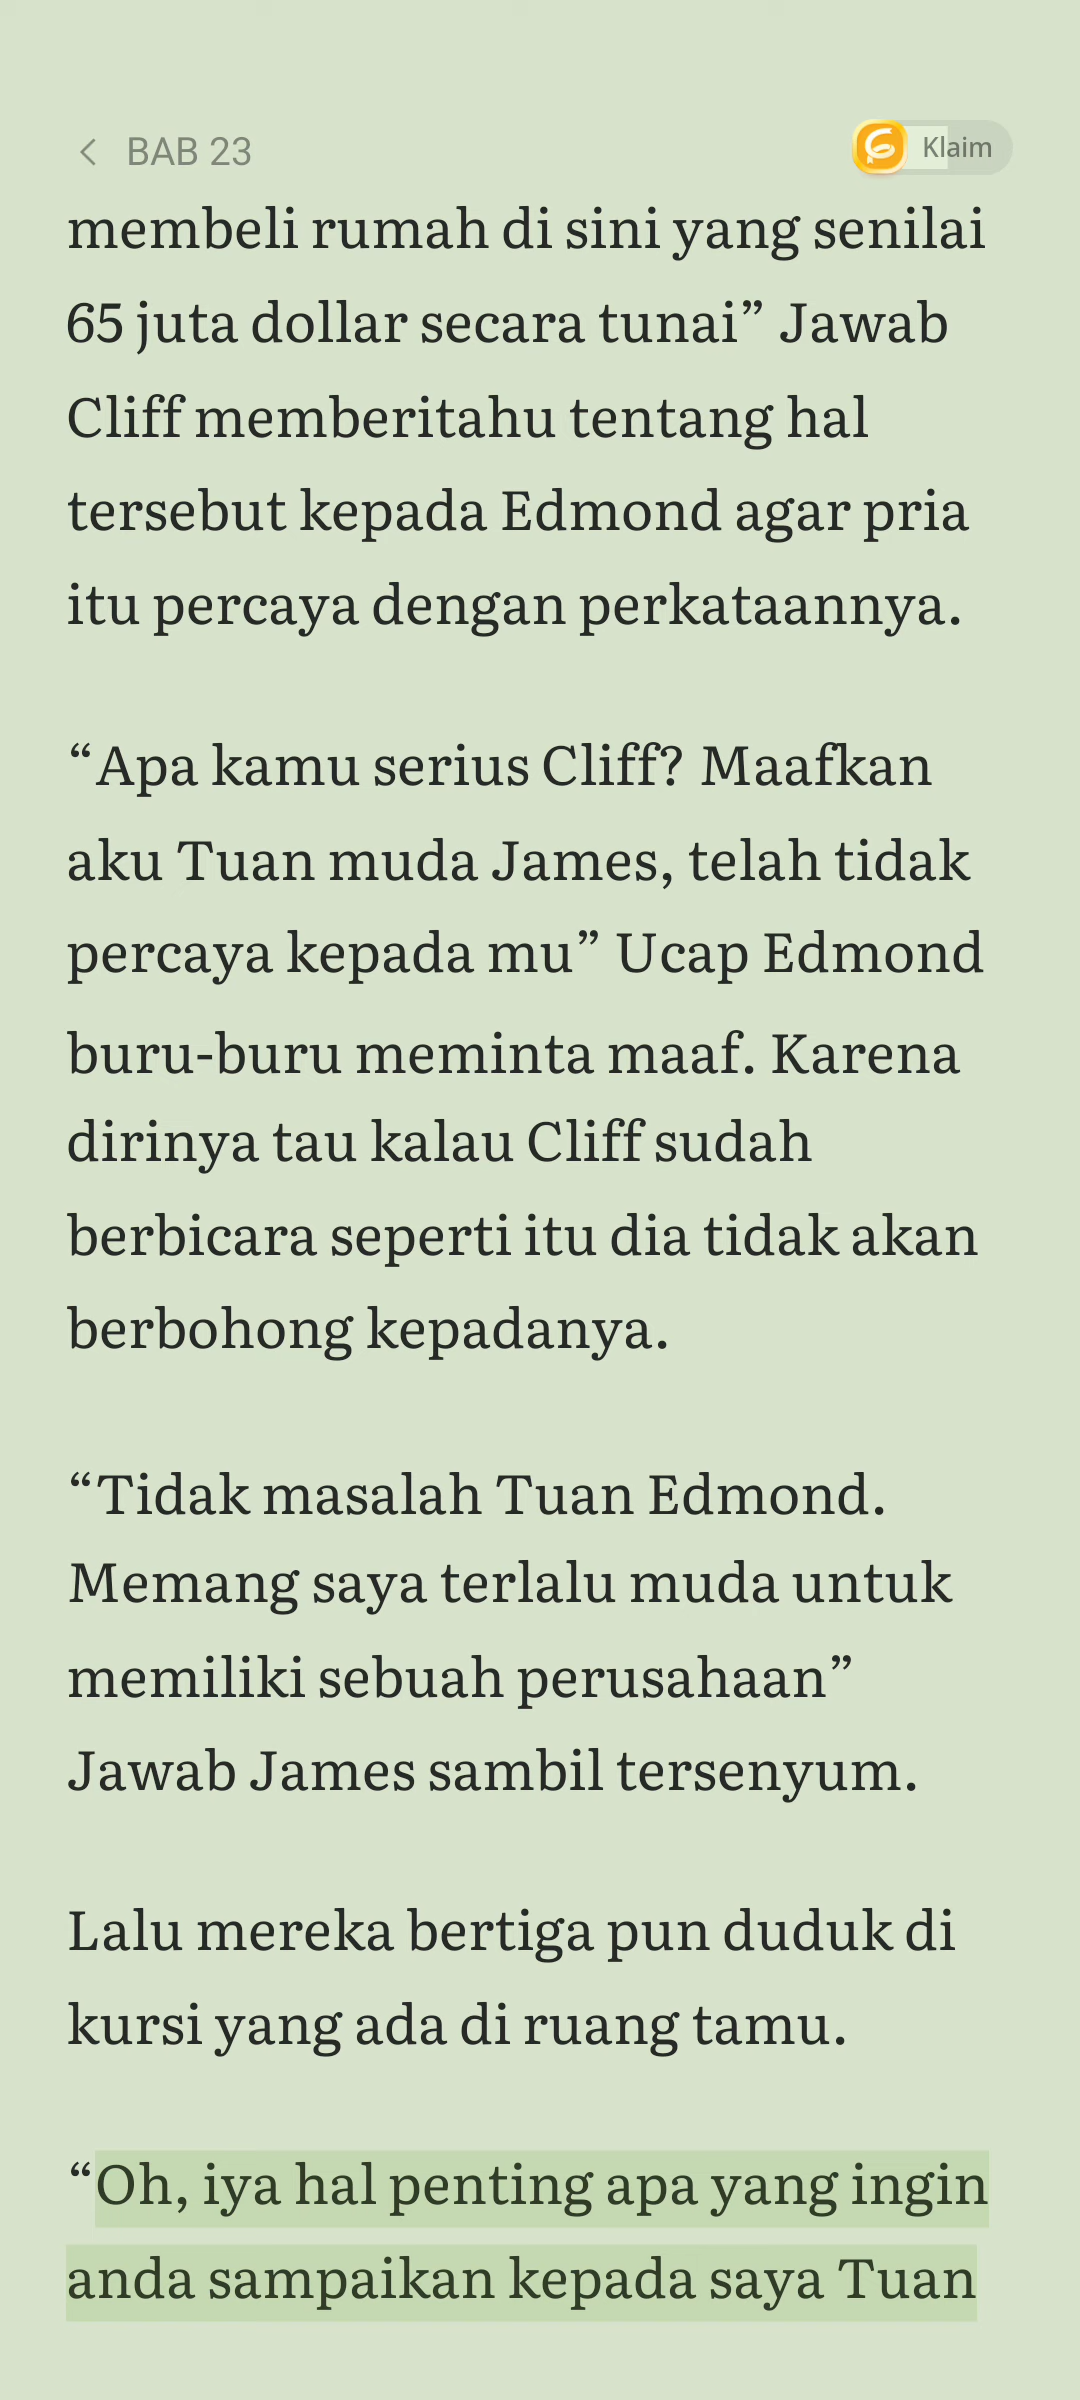 BAB 23
Klaim
membeli rumah di sini yang senilai
65 juta dollar secara tunai” Jawab
Cliff memberitahu tentang hal
tersebut kepada Edmond agar pria
itu percaya dengan perkataannya.
“Apa kamu serius Cliff? Maafkan
aku Tuan muda James, telah tidak
percaya kepada mu” Ucap Edmond
buru-buru meminta maaf. Karena
dirinya tau kalau Cliff sudah
berbicara seperti itu dia tidak akan
berbohong kepadanya.
“Tidak masalah Tuan Edmond.
Memang saya terlalu muda untuk
memiliki sebuah perusahaan”
Jawab James sambil tersenyum.
Lalu mereka bertiga pun duduk di
kursi yang ada di ruang tamu.
“Oh, iya hal penting apa yang ingin
anda sampaikan kepada saya Tuan